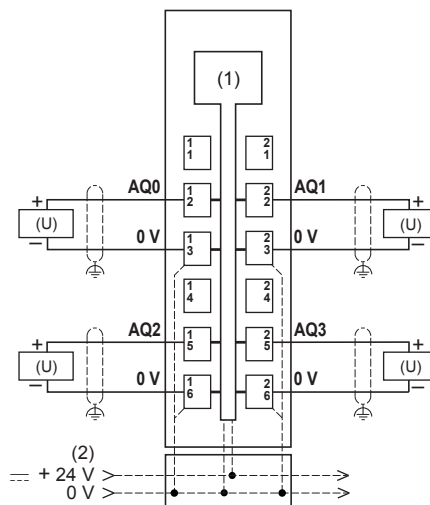 (1)
1 1 2 1
AQ0 1 2 2 2 AQ1
+ +
(U) (U)
− 0 V 1 3 2 3 0 V −
1 4 2 4
AQ2 1 5 2 5 AQ3
+ +
(U) (U)
− 0 V 1 6 2 6 0 V −
(2)
+ 24 V
0 V